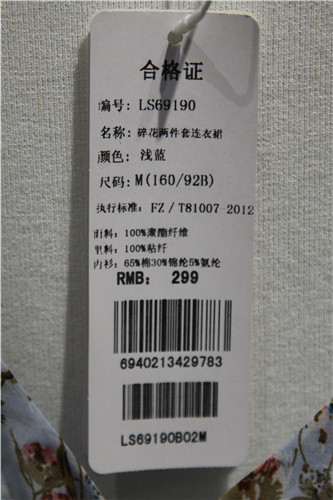 合格证
编号: LS69190
名称: 碎花两件套连衣裙
颜色: 浅蓝
尺码: M(160/92B)
执行标准: FZ/T81007-2012
面料: 100%聚酯纤维
里料: 100%粘纤
内衫: 65%棉30%锦纶5%氨纶
RMB: 299
6940213429783
LS69190B02M